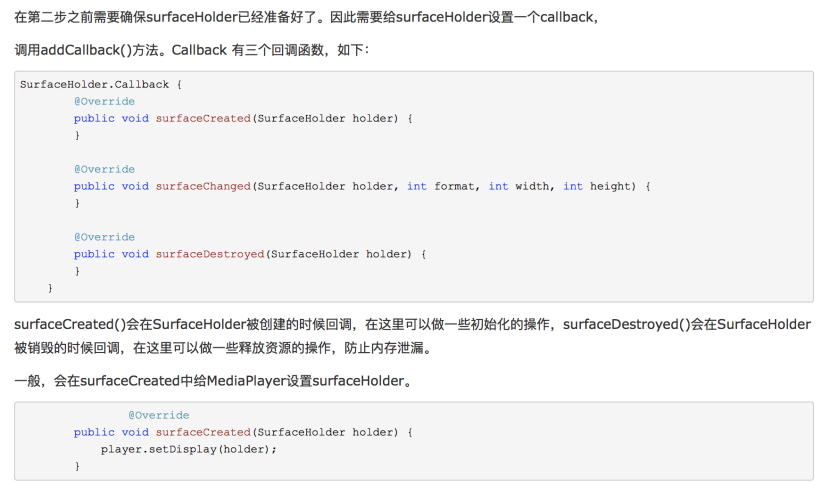 在第二步之前需要确保surfaceHolder已经准备好了。因此需要给surfaceHolder设置一个callback，
调用addCallback()方法。Callback 有三个回调函数，如下：
SurfaceHolder.Callback {
        @Override
        public void surfaceCreated(SurfaceHolder holder) {
        }

        @Override
        public void surfaceChanged(SurfaceHolder holder, int format, int width, int height) {
        }

        @Override
        public void surfaceDestroyed(SurfaceHolder holder) {
        }
    }
surfaceCreated()会在SurfaceHolder被创建的时候回调，在这里可以做一些初始化的操作，surfaceDestroyed()会在SurfaceHolder
被销毁的时候回调，在这里可以做一些释放资源的操作，防止内存泄漏。
一般，会在surfaceCreated中给MediaPlayer设置surfaceHolder。
                @Override
        public void surfaceCreated(SurfaceHolder holder) {
            player.setDisplay(holder);
        }